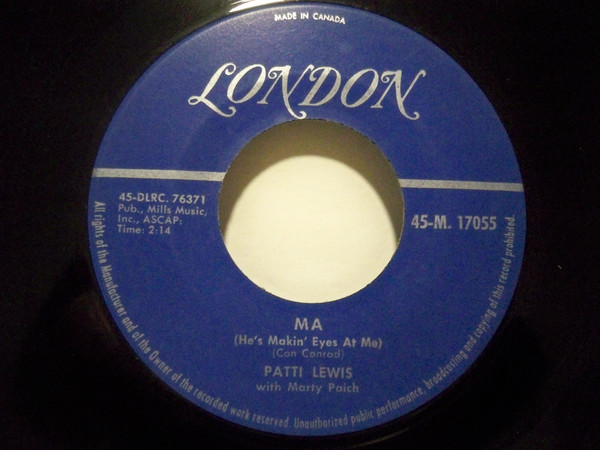 MADE IN CANADA
LONDON
45-DLRC. 76371
Pub., Mills Music,
Inc., ASCAP:
Time: 2:14
45-M. 17055
MA
(He's Makin' Eyes At Me)
(Con Conrad)
PATTI LEWIS
with Marty Paich
All rights of the Manufacturer and of the Owner of the recorded work reserved. Unauthorized public performance, broadcasting and copying of this record prohibited.